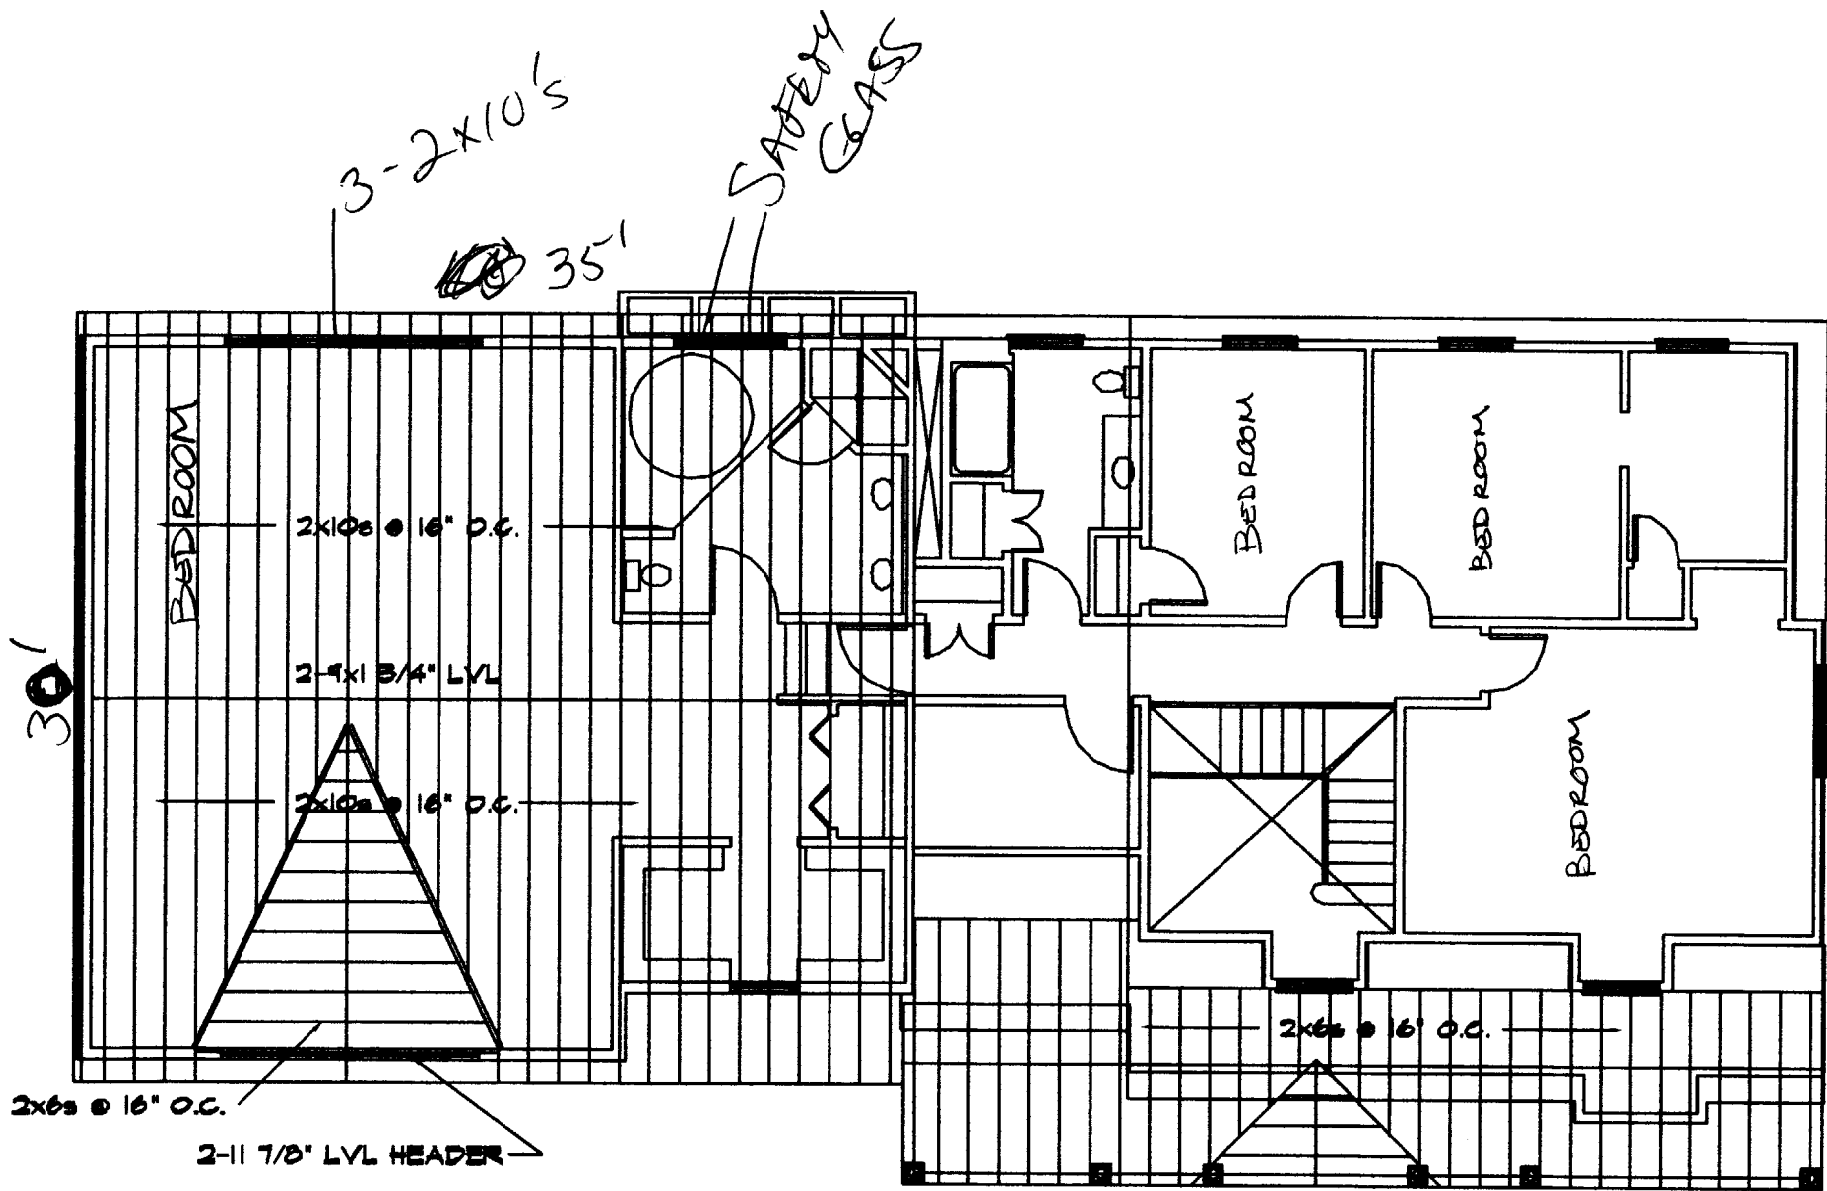 3-2x10's
SAFETY
GLASS
35'
BEDROOM
BEDROOM
BEDROOM
2x10s @ 16" O.C.
2-9x1 3/4" LVL
30'
2x10s @ 16" O.C.
BEDROOM
2x6s @ 16" O.C.
2x6s @ 16" O.C.
2-11 7/8" LVL HEADER